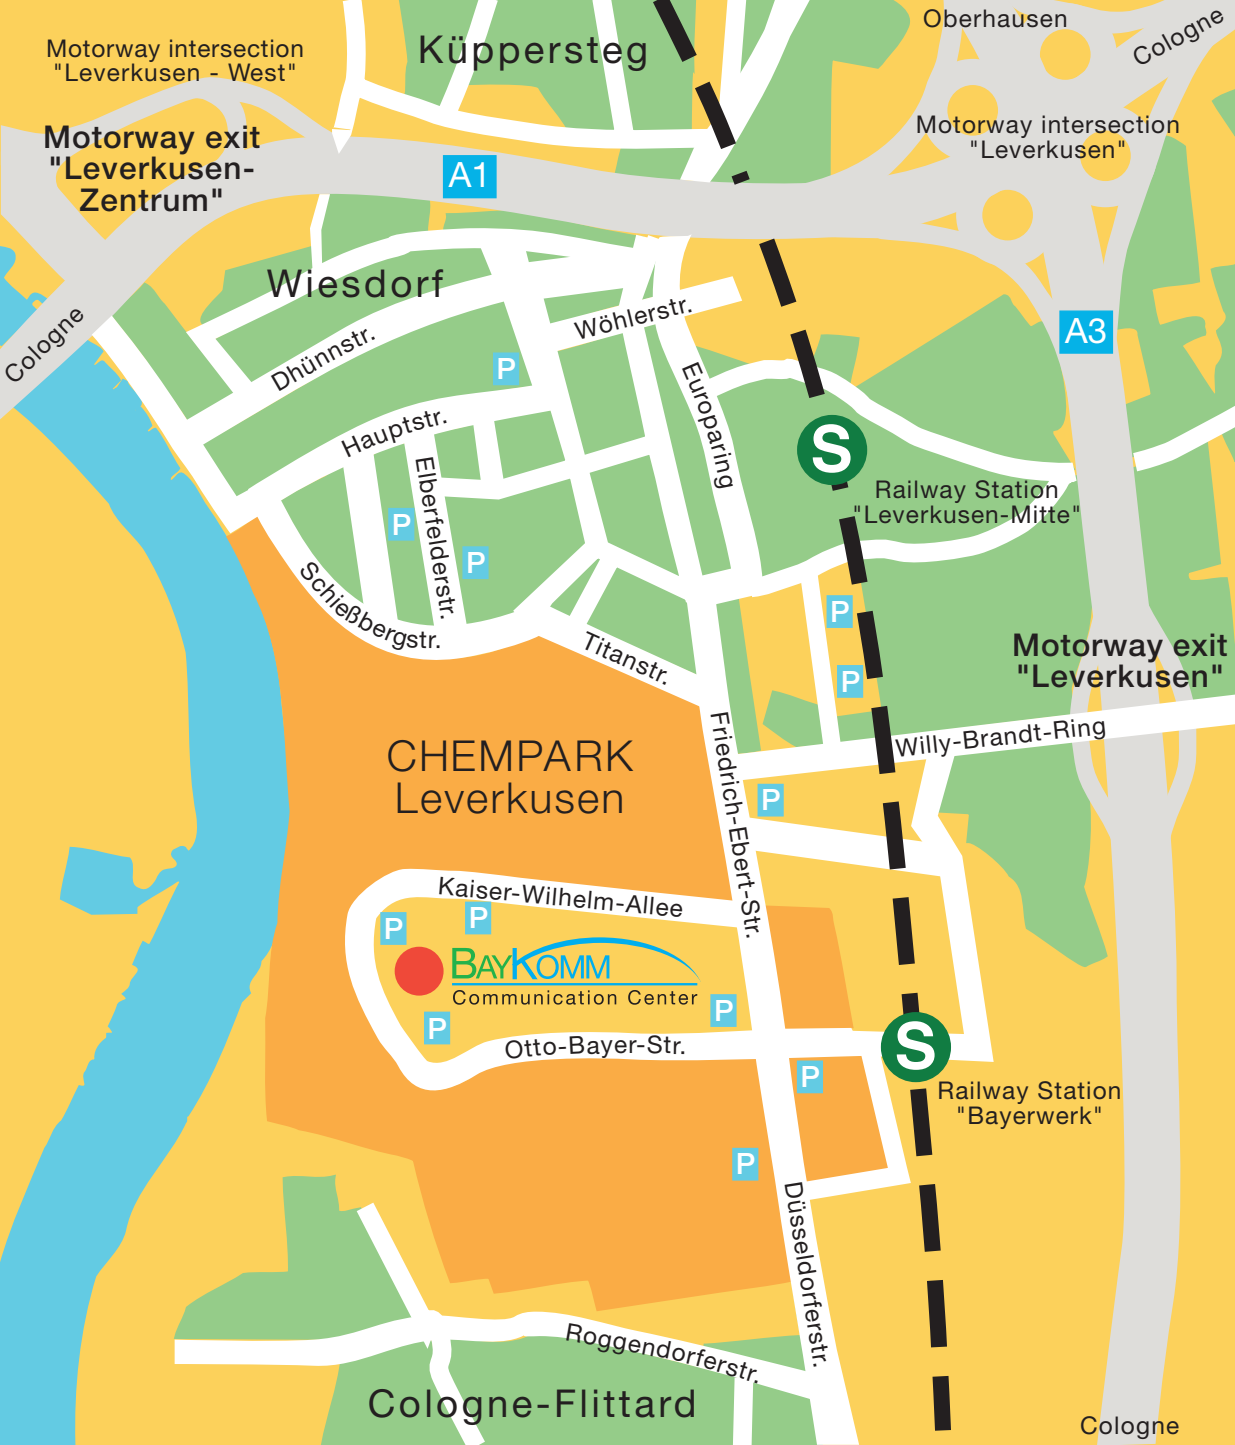 Oberhausen
Cologne
Motorway intersection
"Leverkusen - West"
Küppersteg
Motorway exit
"Leverkusen-
Zentrum"
Motorway intersection
"Leverkusen"
A1
Wiesdorf
Cologne
Wöhlerstr.
A3
Dhünnstr.
P
Europaring
Hauptstr.
S
Elberfelderstr.
Railway Station
"Leverkusen-Mitte"
P
P
Schießbergstr.
P
Titanstr.
P
Motorway exit
"Leverkusen"
Friedrich-Ebert-Str.
Willy-Brandt-Ring
CHEMPARK
Leverkusen
P
Kaiser-Wilhelm-Allee
P
P
BAYKOMM
Communication Center
P
P
Otto-Bayer-Str.
S
P
Railway Station
"Bayerwerk"
P
Düsseldorferstr.
Roggendorferstr.
Cologne-Flittard
Cologne